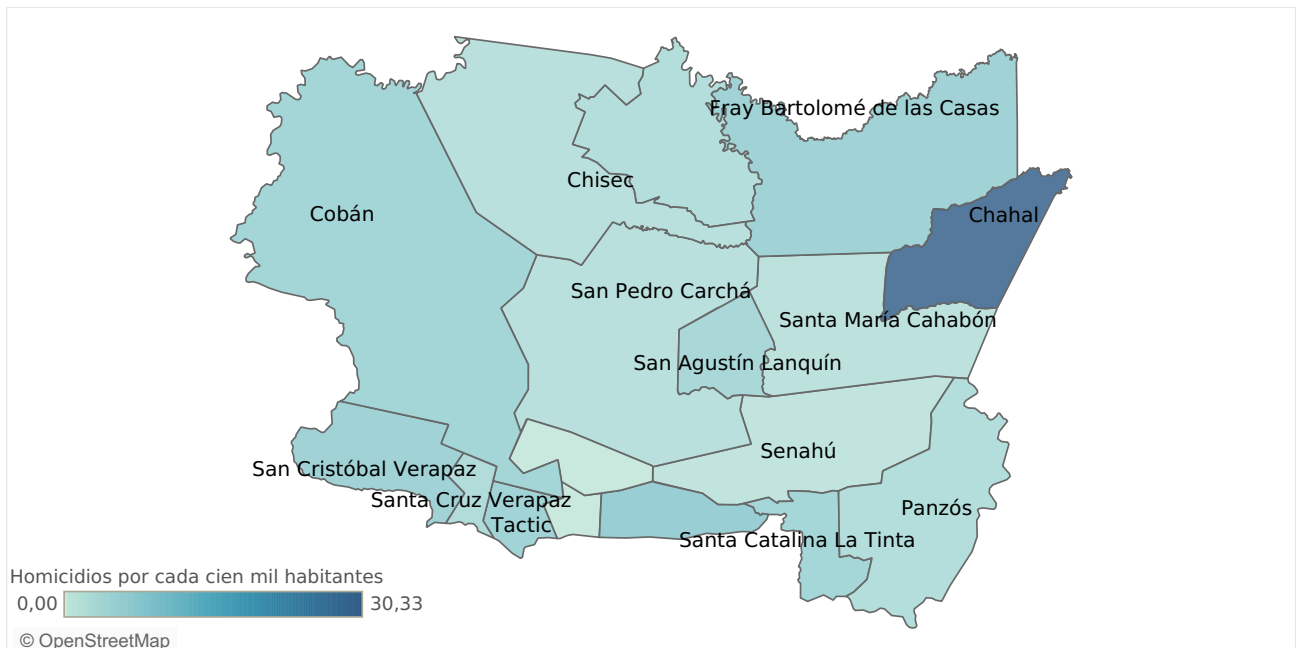 Fray Bartolomé de las Casas
Chisec
Cobán
Chahal
San Pedro Carchá
Santa María Cahabón
San Agustín Lanquín
Senahú
San Cristóbal Verapaz
Santa Cruz Verapaz
Panzós
Tactic
Santa Catalina La Tinta
Homicidios por cada cien mil habitantes
0,00 30,33
© OpenStreetMap